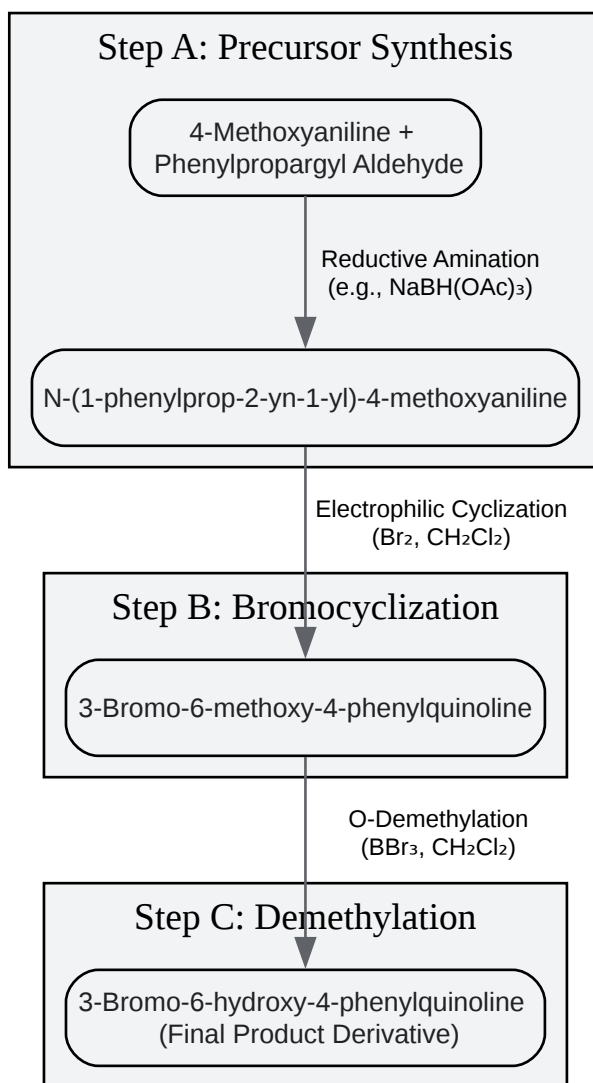 Step A: Precursor Synthesis
4-Methoxyaniline +
Phenylpropargyl Aldehyde
Reductive Amination
(e.g., NaBH(OAc)₃)
N-(1-phenylprop-2-yn-1-yl)-4-methoxyaniline
Electrophilic Cyclization
(Br₂, CH₂Cl₂)
Step B: Bromocyclization
3-Bromo-6-methoxy-4-phenylquinoline
O-Demethylation
(BBr₃, CH₂Cl₂)
Step C: Demethylation
3-Bromo-6-hydroxy-4-phenylquinoline
(Final Product Derivative)